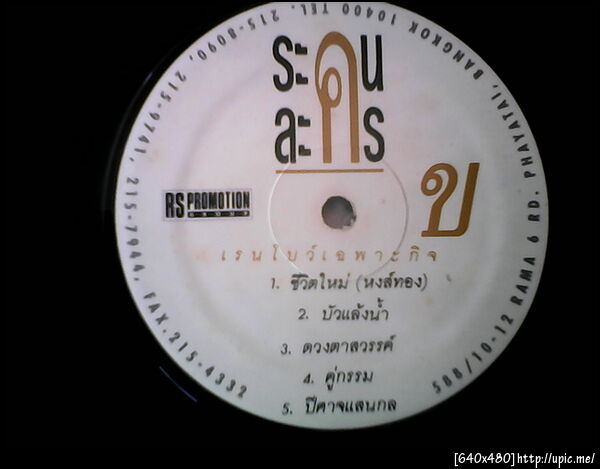 ระคน
ละคร
RS PROMOTION
GROUP
ข
เรนโบว์เฉพาะกิจ
1. ชีวิตใหม่ (หงส์ทอง)
2. บัวแล้งน้ำ
3. ดวงตาสวรรค์
4. คู่กรรม
5. ปีศาจแสนกล
588/10-12 RAMA 6 RD. PHAYATAI, BANGKOK 10400 TEL. 215-8090, 215-9741, 215-7944, FAX.215-4332
[640x480]http://upic.me/